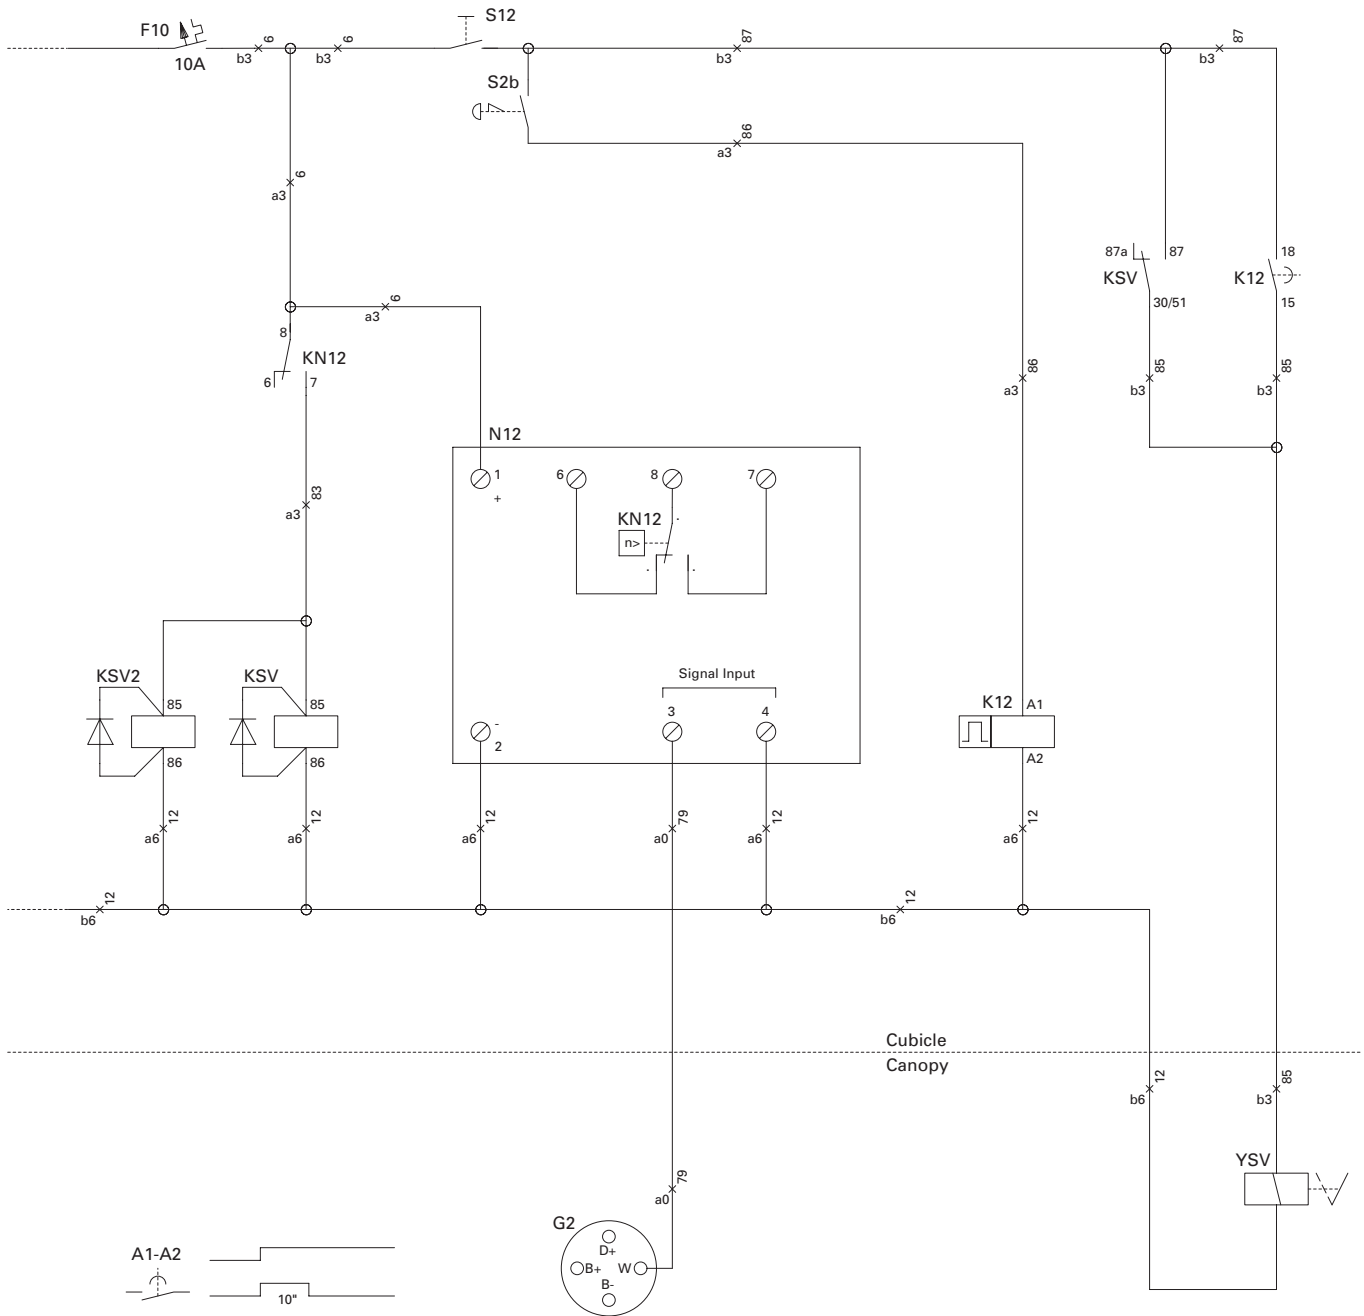 F10
10A
b3
6
b3
6
S12
b3
87
b3
87
S2b
a3
86
a3
6
87a
87
KSV
30/51
K12
18
15
a3
6
8
KN12
6
7
a3
86
b3
85
b3
85
N12
1
+
6
8
7
KN12
n>
a3
83
Signal Input
KSV2
85
86
KSV
85
86
-
2
3
4
K12
A1
A2
a6
12
a6
12
a6
12
a0
79
a6
12
a6
12
b6
12
b6
12
Cubicle
Canopy
b6
12
b3
85
YSV
a0
79
G2
D+
B+
W
B-
A1-A2
10"